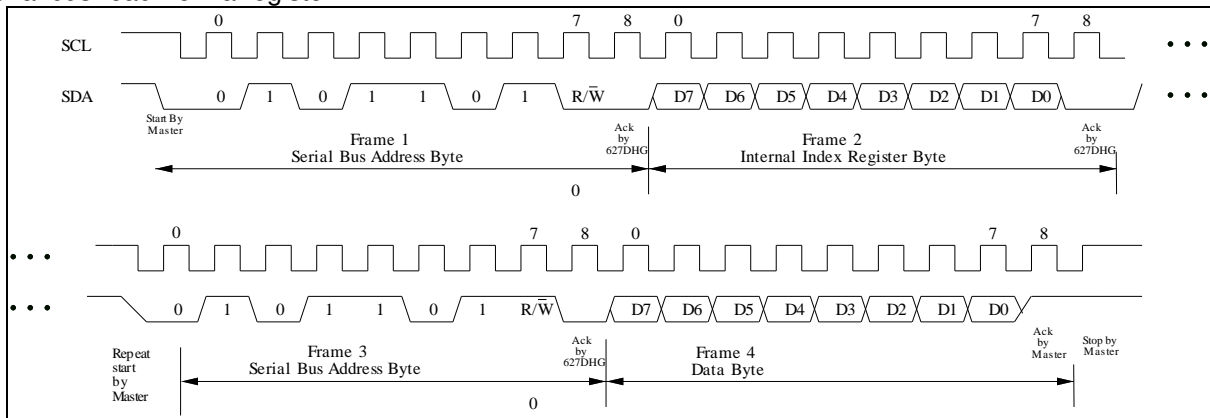 0 7 8 0 7 8
SCL
SDA 0 1 0 1 1 0 1 R/W̅ D7 D6 D5 D4 D3 D2 D1 D0
Start By
Master
Frame 1
Serial Bus Address Byte
Ack
by
627DHG
Frame 2
Internal Index Register Byte
Ack
by
627DHG
0
0 7 8 0 7 8
0 1 0 1 1 0 1 R/W̅ D7 D6 D5 D4 D3 D2 D1 D0
Repeat
start
by
Master
Frame 3
Serial Bus Address Byte
Ack
by
627DHG
Frame 4
Data Byte
Ack
by
Master
Stop by
Master
0